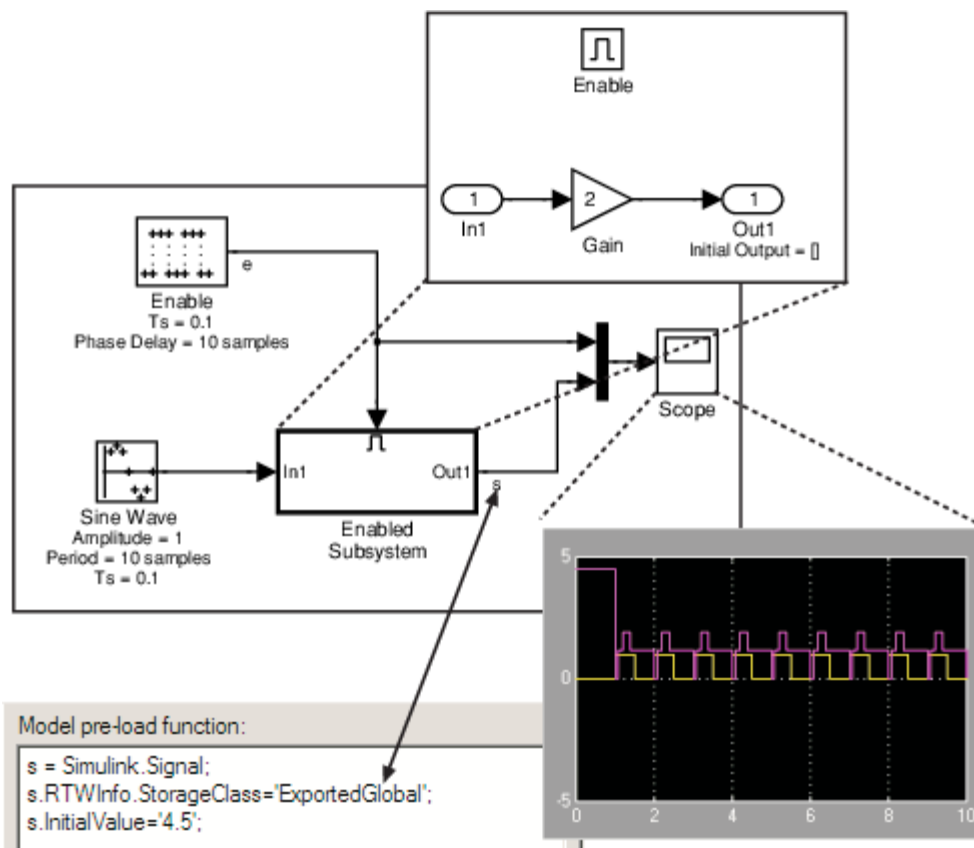 Enable
1
In1
2
Gain
1
Out1
Initial Output = []
e
Enable
Ts = 0.1
Phase Delay = 10 samples
Scope
In1
Out1
s
Enabled
Subsystem
Sine Wave
Amplitude = 1
Period = 10 samples
Ts = 0.1
5
0
-5
0
2
4
6
8
10
Model pre-load function:
s = Simulink.Signal;
s.RTWInfo.StorageClass='ExportedGlobal';
s.InitialValue='4.5';